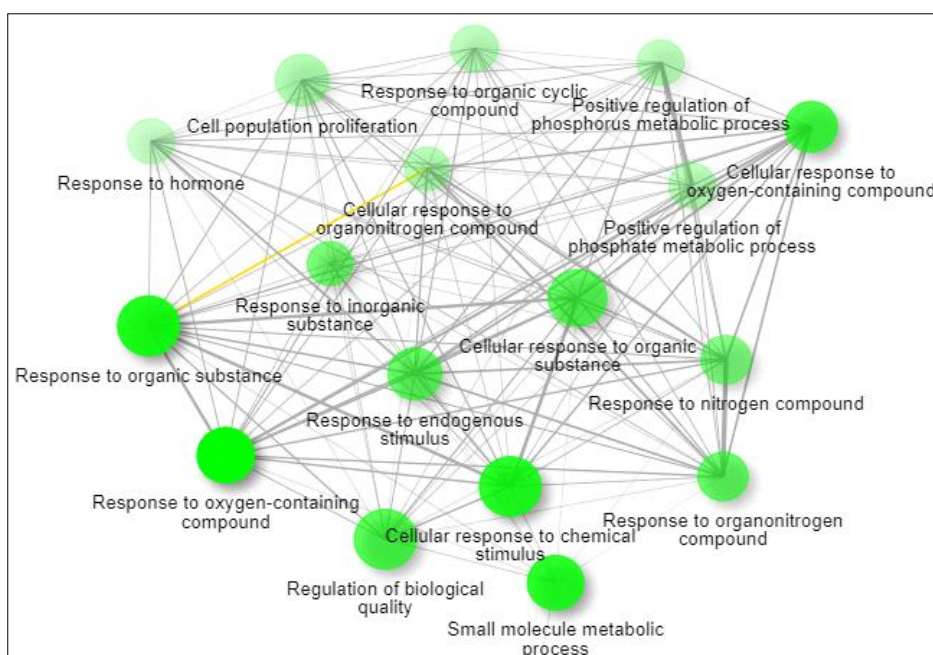 Response to organic cyclic
compound
Positive regulation of
phosphorus metabolic process
Cell population proliferation
Response to hormone
Cellular response to
oxygen-containing compound
Cellular response to
organonitrogen compound
Positive regulation of
phosphate metabolic process
Response to inorganic
substance
Cellular response to organic
substance
Response to organic substance
Response to nitrogen compound
Response to endogenous
stimulus
Response to oxygen-containing
compound
Cellular response to chemical
stimulus
Response to organonitrogen
compound
Regulation of biological
quality
Small molecule metabolic
process